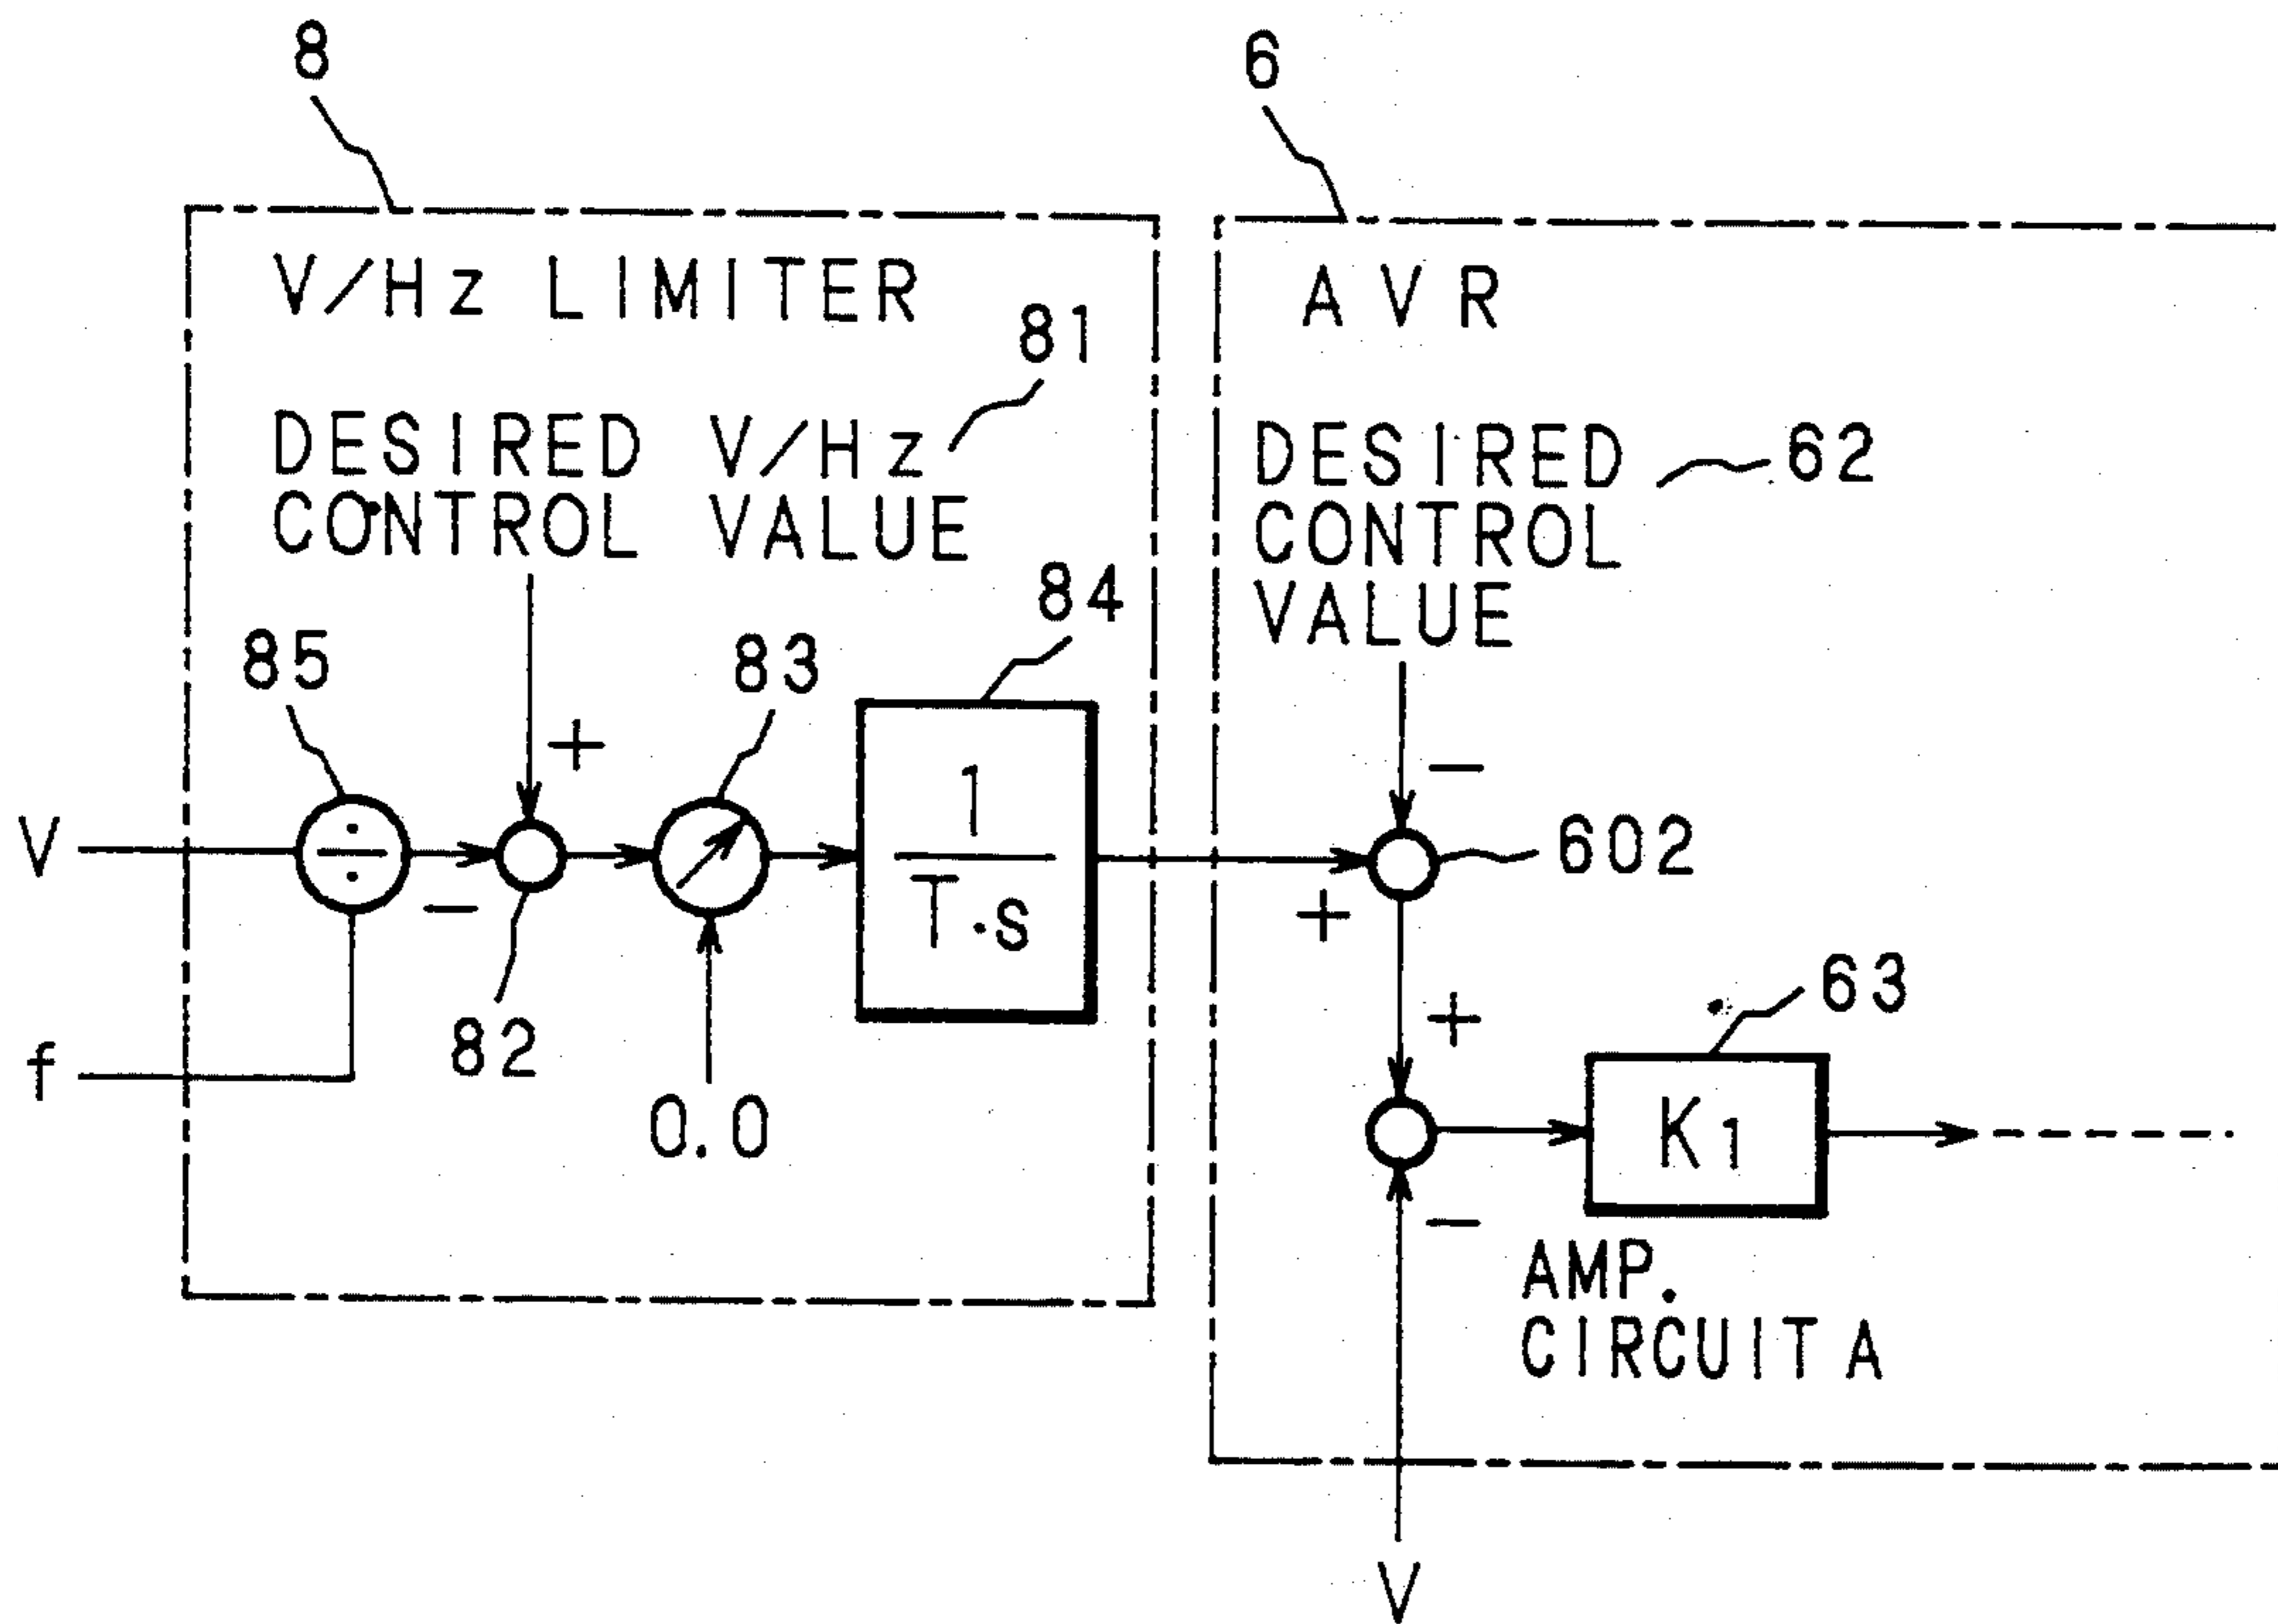 8
6
V/Hz LIMITER
AVR
81
DESIRED V/Hz
CONTROL VALUE
DESIRED
CONTROL
VALUE
62
84
85
83
+
−
1
T·s
V
−
602
+
82
f
0.0
+
63
K1
−
AMP.
CIRCUIT A
V